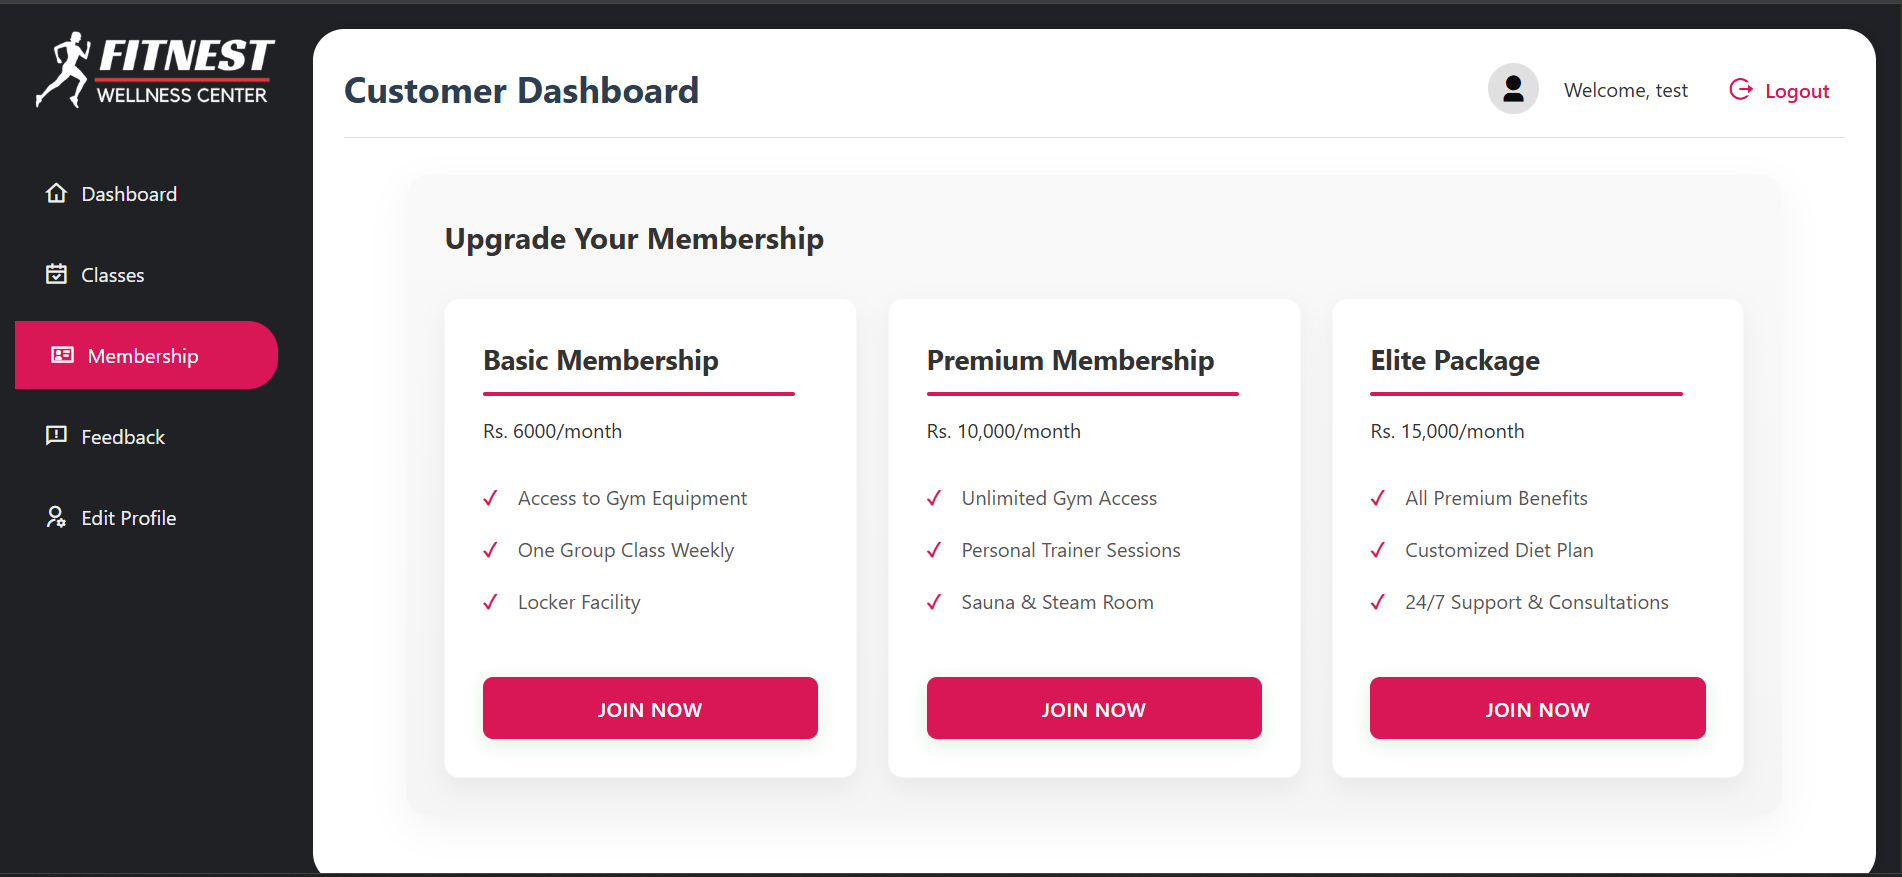 FITNEST
WELLNESS CENTER
Dashboard
Classes
Membership
Feedback
Edit Profile
Customer Dashboard
Welcome, test
Logout
Upgrade Your Membership
Basic Membership
Rs. 6000/month
Access to Gym Equipment
One Group Class Weekly
Locker Facility
JOIN NOW
Premium Membership
Rs. 10,000/month
Unlimited Gym Access
Personal Trainer Sessions
Sauna & Steam Room
JOIN NOW
Elite Package
Rs. 15,000/month
All Premium Benefits
Customized Diet Plan
24/7 Support & Consultations
JOIN NOW